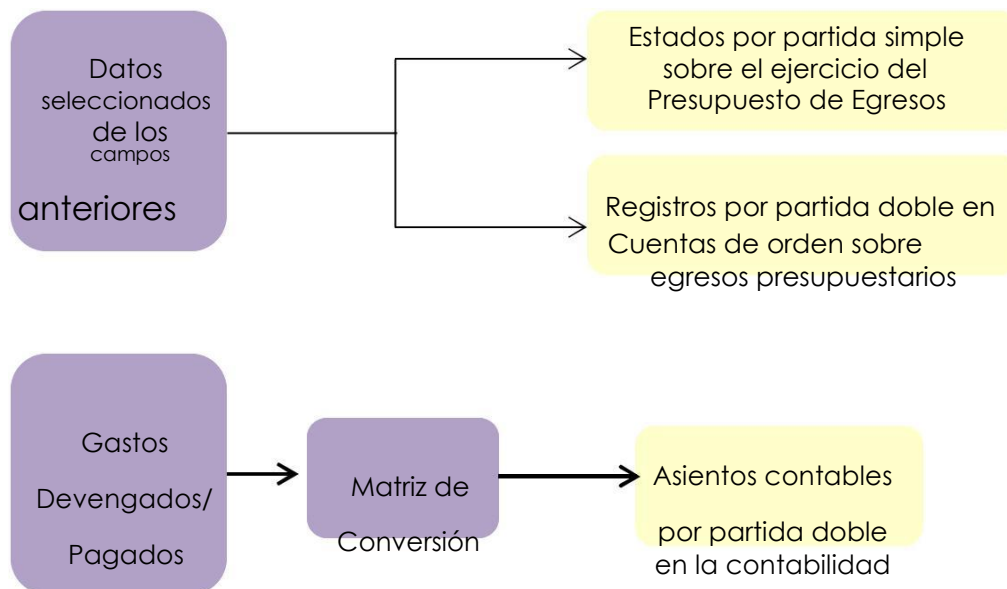 Datos
seleccionados
de los
campos
anteriores
Estados por partida simple
sobre el ejercicio del
Presupuesto de Egresos
Registros por partida doble en
Cuentas de orden sobre
egresos presupuestarios
Gastos
Devengados/
Pagados
Matriz de
Conversión
Asientos contables
por partida doble
en la contabilidad